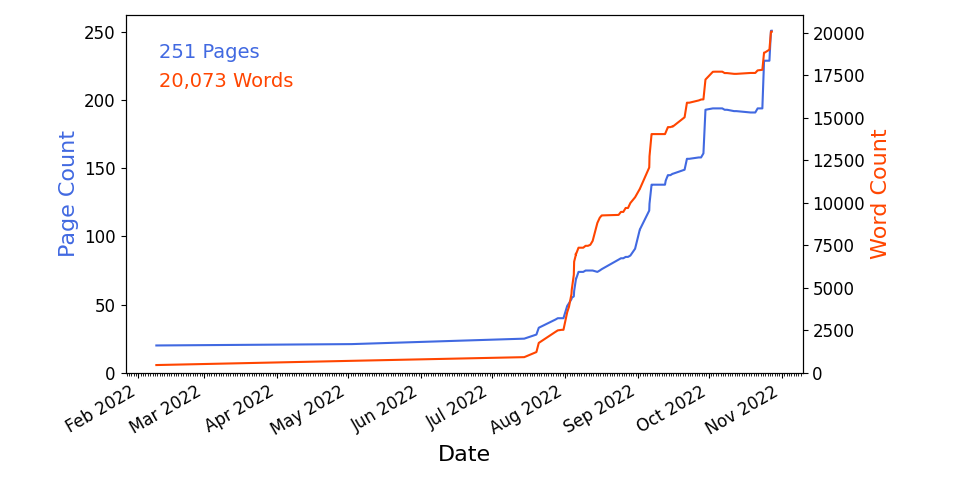 251 Pages
20,073 Words
Page Count
250
200
150
100
50
0
Word Count
20000
17500
15000
12500
10000
7500
5000
2500
0
Feb 2022
Mar 2022
Apr 2022
May 2022
Jun 2022
Jul 2022
Aug 2022
Sep 2022
Oct 2022
Nov 2022
Date